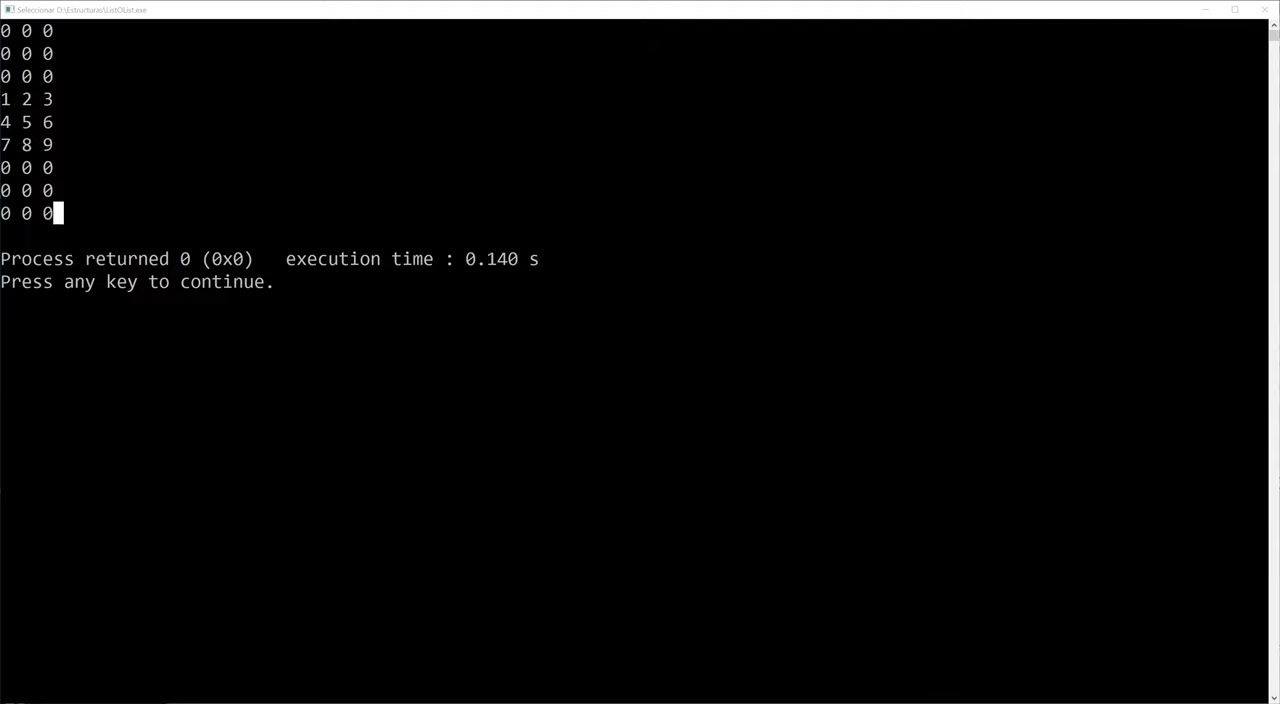 Seleccionar D:\Estructuras\ListOList.exe
0 0 0
0 0 0
0 0 0
1 2 3
4 5 6
7 8 9
0 0 0
0 0 0
0 0 0
Process returned 0 (0x0)   execution time : 0.140 s
Press any key to continue.